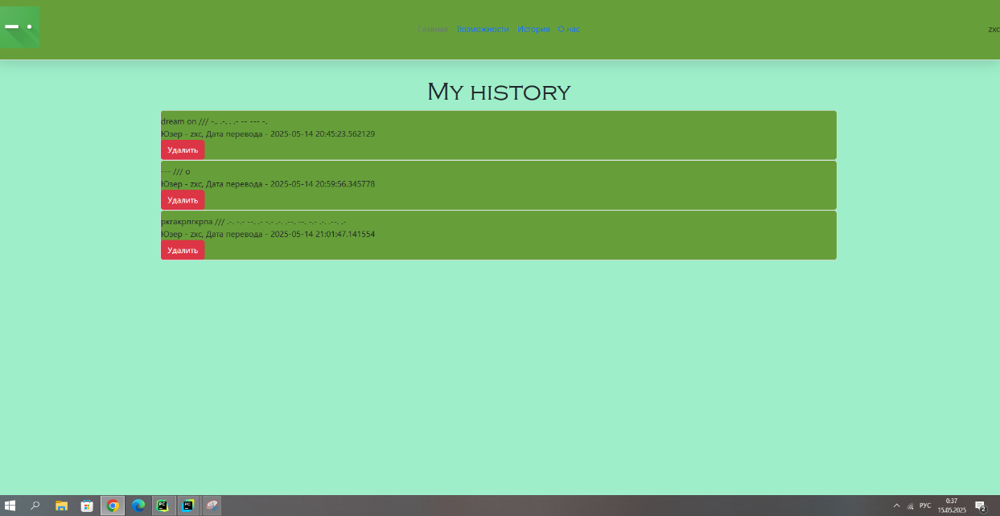 Главная Возможности История О нас zxc
My history
dream on /// -.. .-. . .- -- --- -.
Юзер - zxc, Дата перевода - 2025-05-14 20:45:23.562129
Удалить
--- /// о
Юзер - zxc, Дата перевода - 2025-05-14 20:59:56.345778
Удалить
ркгакрпгкрпа /// .-. -.- --. .- -.- .-. .--. --. -.- .-. .--. .-
Юзер - zxc, Дата перевода - 2025-05-14 21:01:47.141554
Удалить
PC PC РУС 0:37
15.05.2025 2